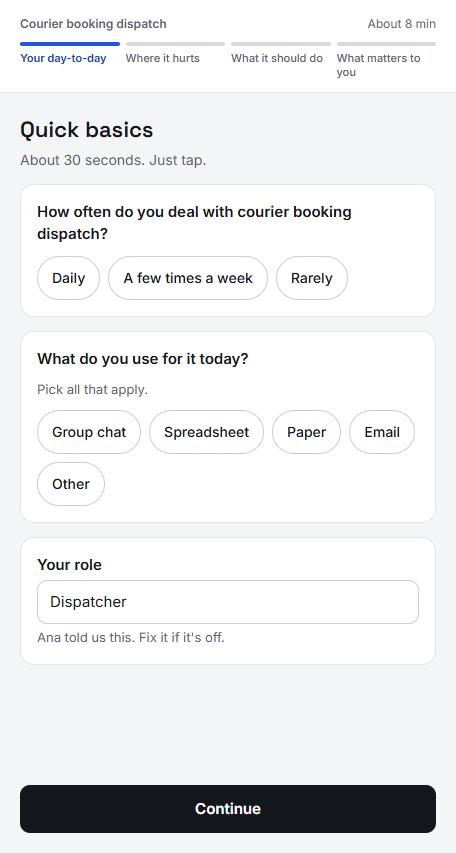 Courier booking dispatch
About 8 min
Your day-to-day
Where it hurts
What it should do
What matters to
you
Quick basics
About 30 seconds. Just tap.
How often do you deal with courier booking
dispatch?
Daily
A few times a week
Rarely
What do you use for it today?
Pick all that apply.
Group chat
Spreadsheet
Paper
Email
Other
Your role
Dispatcher
Ana told us this. Fix it if it's off.
Continue